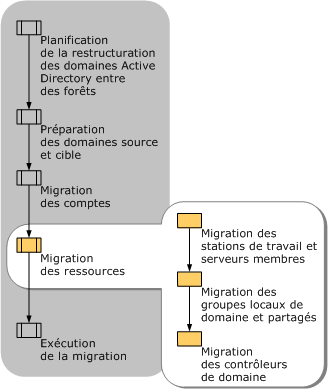 Planification
de la restructuration
des domaines Active
Directory entre
des forêts
Préparation
des domaines source
et cible
Migration
des comptes
Migration
des ressources
Exécution
de la migration
Migration des
stations de travail et
serveurs membres
Migration des
groupes locaux de
domaine et partagés
Migration
des contrôleurs
de domaine